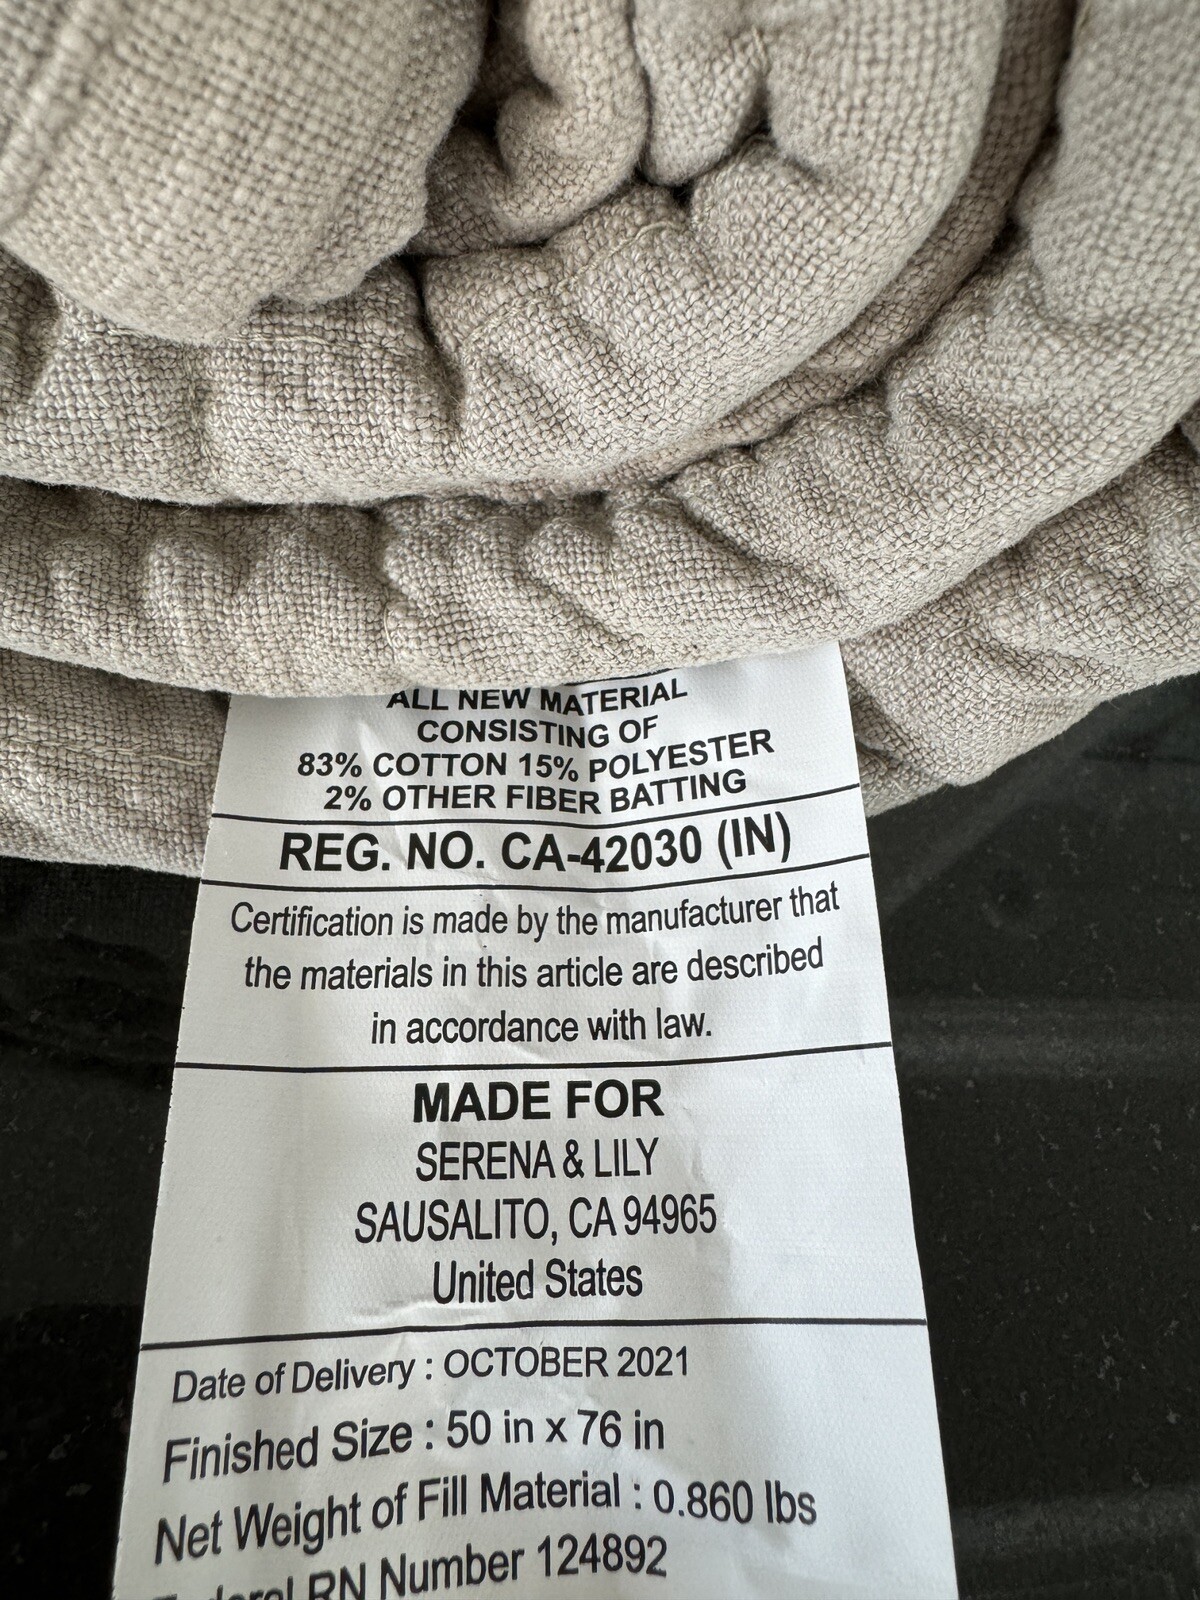 ALL NEW MATERIAL
CONSISTING OF
83% COTTON 15% POLYESTER
2% OTHER FIBER BATTING
REG. NO. CA-42030 (IN)
Certification is made by the manufacturer that
the materials in this article are described
in accordance with law.
MADE FOR
SERENA & LILY
SAUSALITO, CA 94965
United States
Date of Delivery : OCTOBER 2021
Finished Size : 50 in x 76 in
Net Weight of Fill Material : 0.860 lbs
Federal RN Number 124892